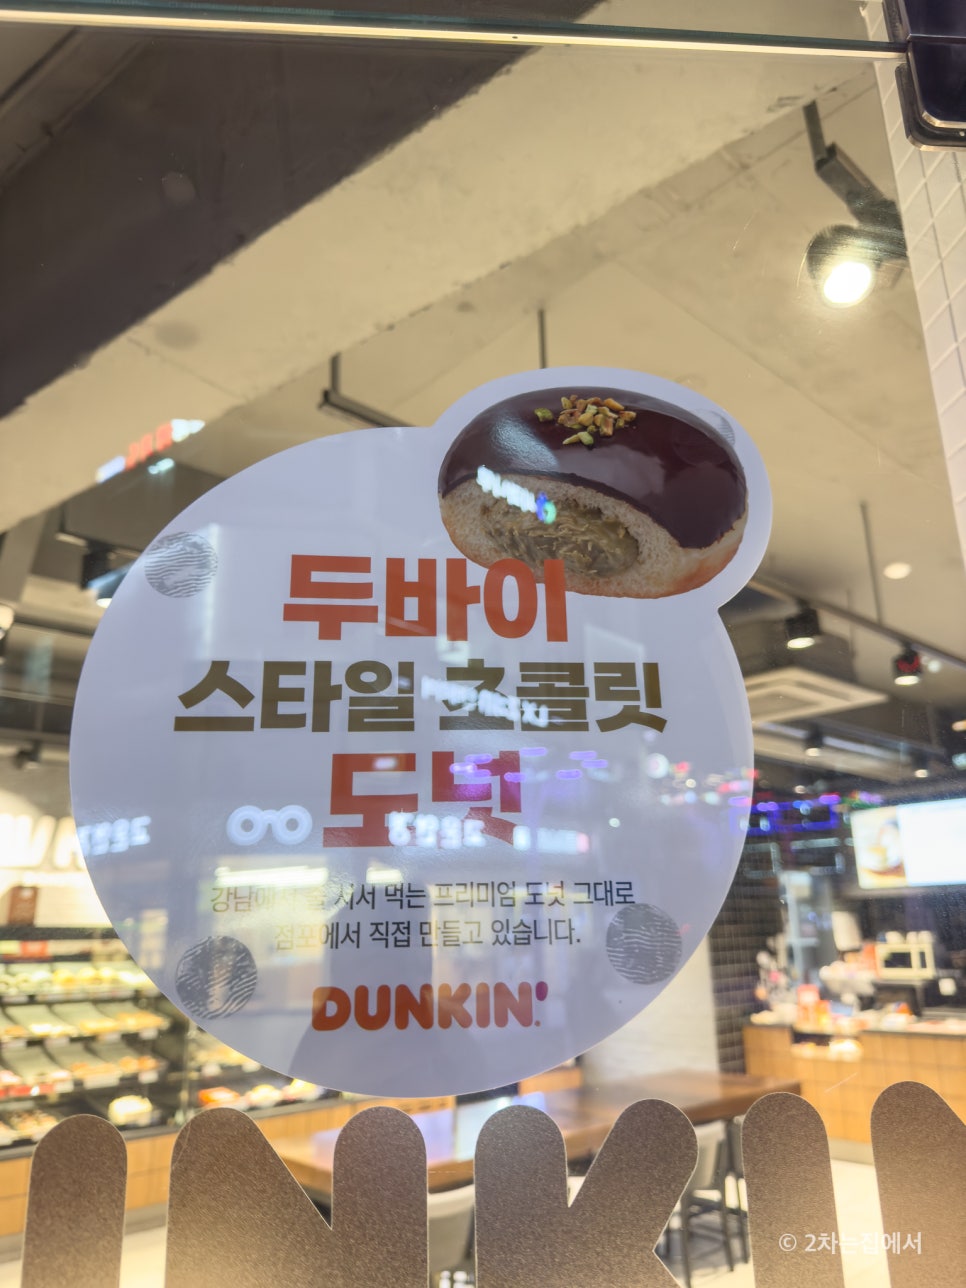 두바이
스타일 초콜릿
도넛
강남에서 줄 서서 먹는 프리미엄 도넛 그대로
점포에서 직접 만들고 있습니다.
DUNKIN'
UNKIN
© 2차는집에서